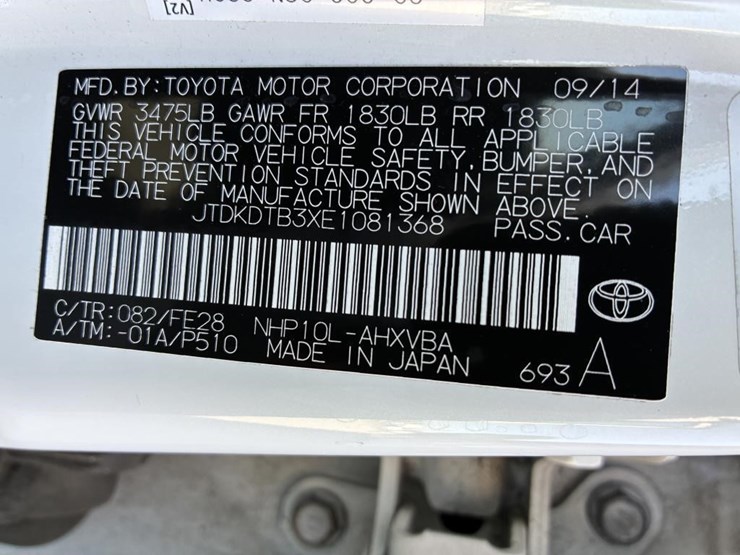 [V2]
MFD. BY: TOYOTA MOTOR CORPORATION 09/14
GVWR 3475LB GAWR FR 1830LB RR 1830LB
THIS VEHICLE CONFORMS TO ALL APPLICABLE
FEDERAL MOTOR VEHICLE SAFETY, BUMPER, AND
THEFT PREVENTION STANDARDS IN EFFECT ON
THE DATE OF MANUFACTURE SHOWN ABOVE.
JTDKDTB3XE1081368 PASS. CAR
C/TR: 082/FE28 NHP10L-AHXVBA
A/TM: -01A/P510 MADE IN JAPAN
693 A